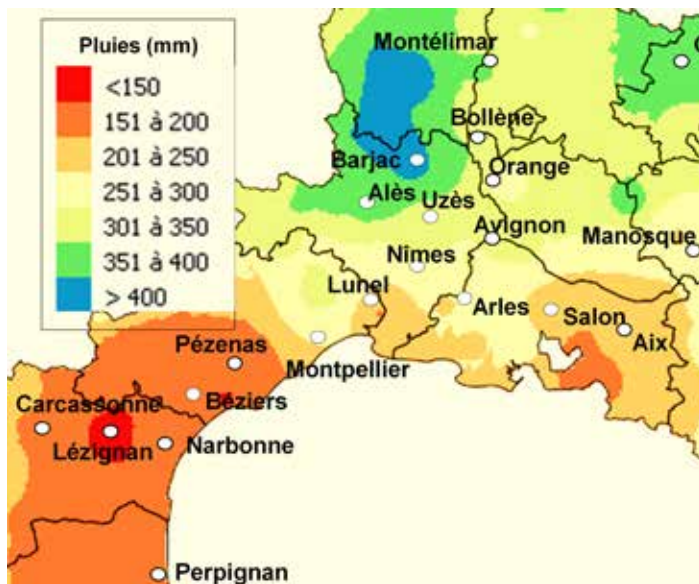 Pluies (mm)
<150
151 à 200
201 à 250
251 à 300
301 à 350
351 à 400
> 400
Montélimar
Bollène
Barjac
Orange
Alès
Uzès
Avignon
Manosque
Nîmes
Lunel
Arles
Salon
Aix
Pézenas
Montpellier
Carcassonne
Béziers
Lézignan
Narbonne
Perpignan